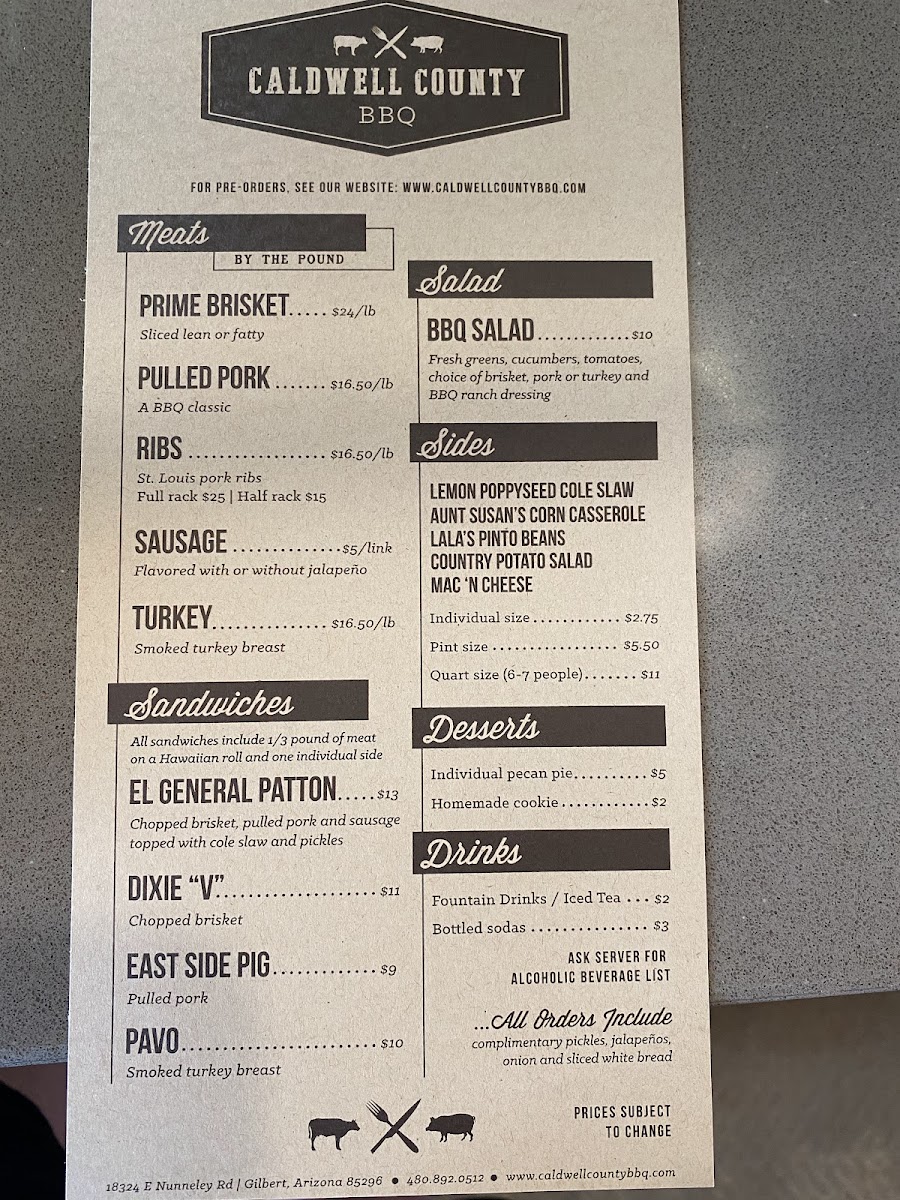 CALDWELL COUNTY
BBQ
FOR PRE-ORDERS, SEE OUR WEBSITE: WWW.CALDWELLCOUNTYBBQ.COM
Meats
BY THE POUND
PRIME BRISKET..... $24/lb
Sliced lean or fatty
PULLED PORK ....... $16.50/lb
A BBQ classic
RIBS .................. $16.50/lb
St. Louis pork ribs
Full rack $25 | Half rack $15
SAUSAGE .............$5/link
Flavored with or without jalapeño
TURKEY............... $16.50/lb
Smoked turkey breast
Sandwiches
All sandwiches include 1/3 pound of meat
on a Hawaiian roll and one individual side
EL GENERAL PATTON.....$13
Chopped brisket, pulled pork and sausage
topped with cole slaw and pickles
DIXIE “V”.................... $11
Chopped brisket
EAST SIDE PIG............. $9
Pulled pork
PAVO......................... $10
Smoked turkey breast
Salad
BBQ SALAD.............$10
Fresh greens, cucumbers, tomatoes,
choice of brisket, pork or turkey and
BBQ ranch dressing
Sides
LEMON POPPYSEED COLE SLAW
AUNT SUSAN'S CORN CASSEROLE
LALA'S PINTO BEANS
COUNTRY POTATO SALAD
MAC ‘N CHEESE
Individual size............ $2.75
Pint size ................. $5.50
Quart size (6-7 people)....... $11
Desserts
Individual pecan pie.......... $5
Homemade cookie............$2
Drinks
Fountain Drinks / Iced Tea ... $2
Bottled sodas ............... $3
ASK SERVER FOR
ALCOHOLIC BEVERAGE LIST
...All Orders Include
complimentary pickles, jalapeños,
onion and sliced white bread
PRICES SUBJECT
TO CHANGE
18324 E Nunneley Rd | Gilbert, Arizona 85296 ● 480.892.0512 ● www.caldwellcountybbq.com